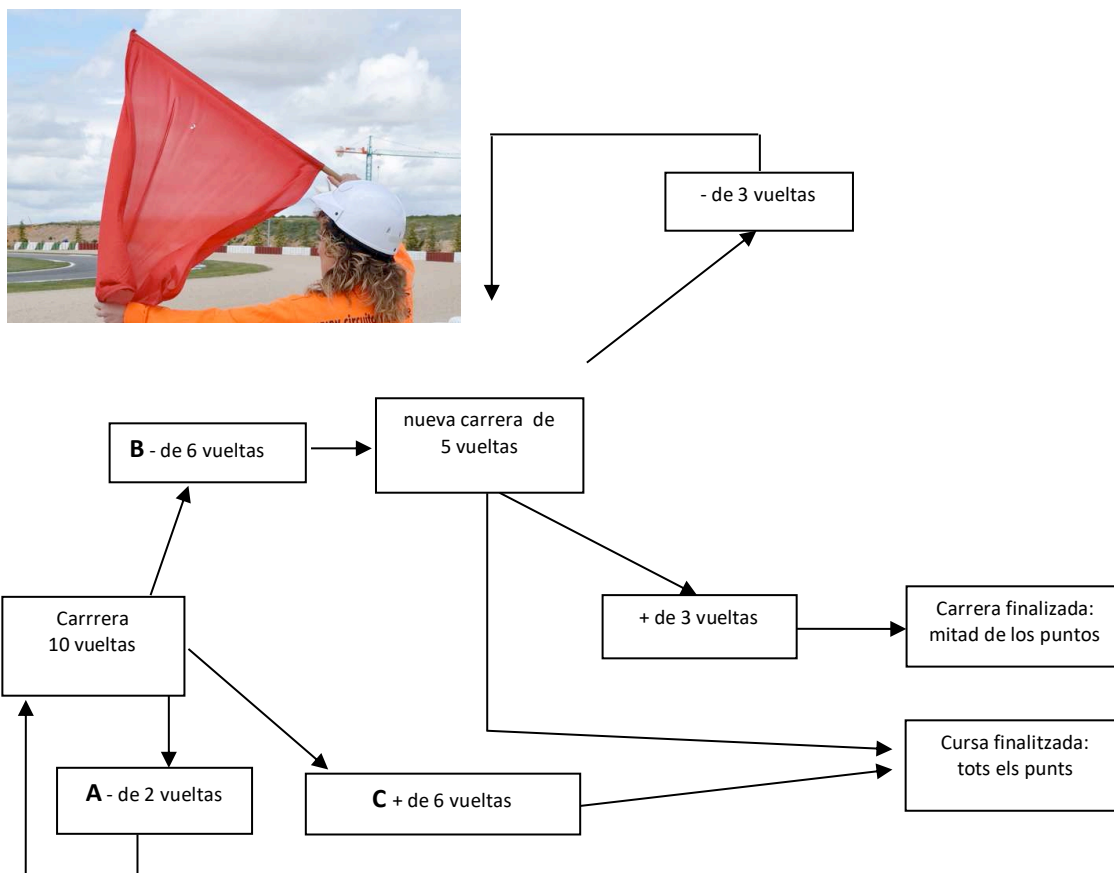 - de 3 vueltas
nueva carrera de
5 vueltas
B - de 6 vueltas
Carrrera
10 vueltas
+ de 3 vueltas
Carrera finalizada:
mitad de los puntos
Cursa finalitzada:
tots els punts
A - de 2 vueltas
C + de 6 vueltas